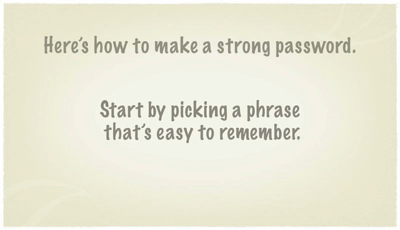 Here's how to make a strong password.
Start by picking a phrase
that's easy to remember.